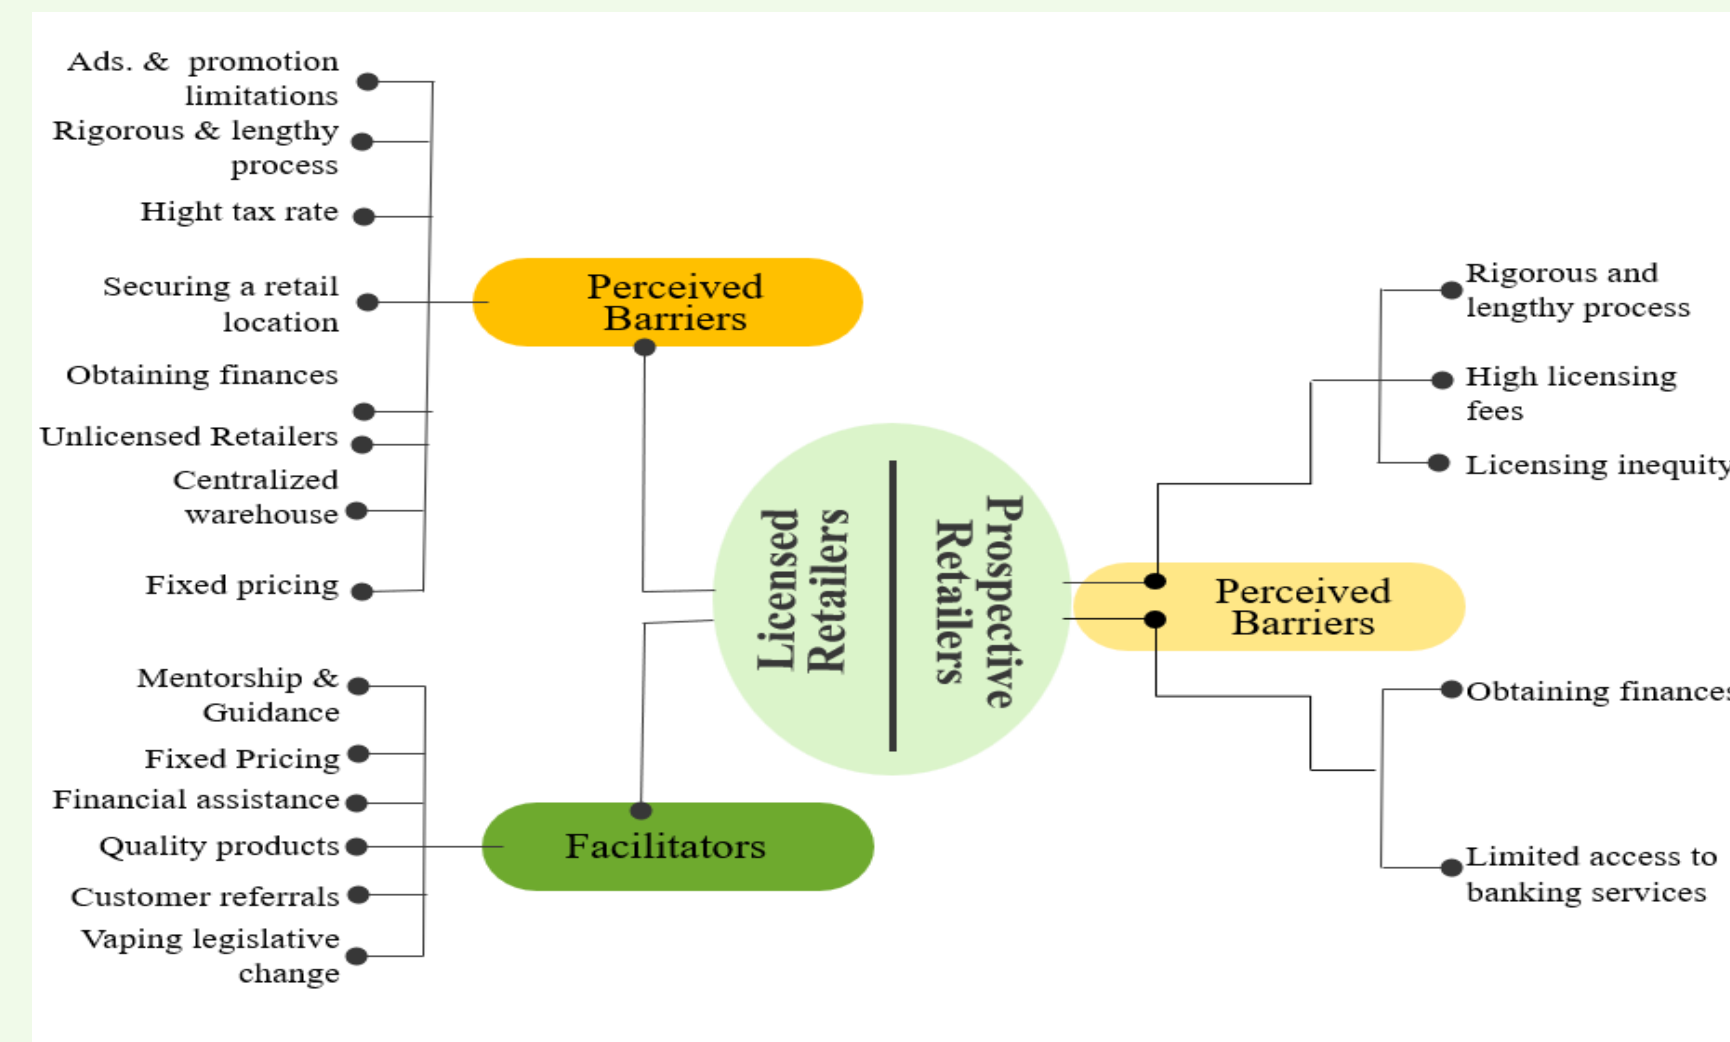 Ads. & promotion
limitations
Rigorous & lengthy
process
Hight tax rate
Securing a retail
location
Obtaining finances
Unlicensed Retailers
Centralized
warehouse
Fixed pricing
Perceived
Barriers
Mentorship &
Guidance
Fixed Pricing
Financial assistance
Quality products
Customer referrals
Vaping legislative
change
Facilitators
Licensed
Retailers
Prospective
Retailers
Perceived
Barriers
Rigorous and
lengthy process
High licensing
fees
Licensing inequity
Obtaining finances
Limited access to
banking services